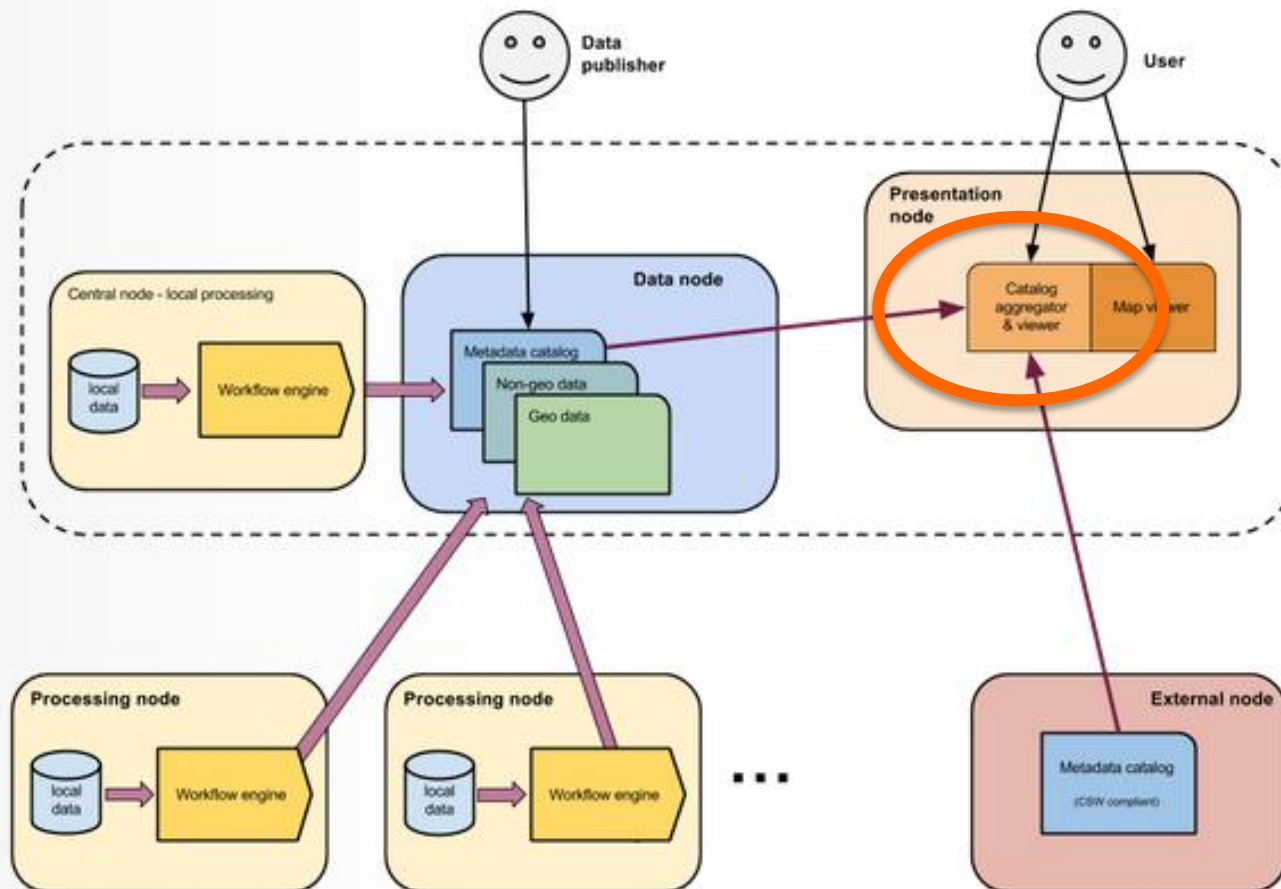 Data
publisher
User
Presentation
node
Catalog
aggregator
& viewer
Map viewer
Data node
Central node - local processing
local
data
Workflow engine
Metadata catalog
Non-geo data
Geo data
Processing node
local
data
Workflow engine
Processing node
local
data
Workflow engine
...
External node
Metadata catalog
(CSW compliant)